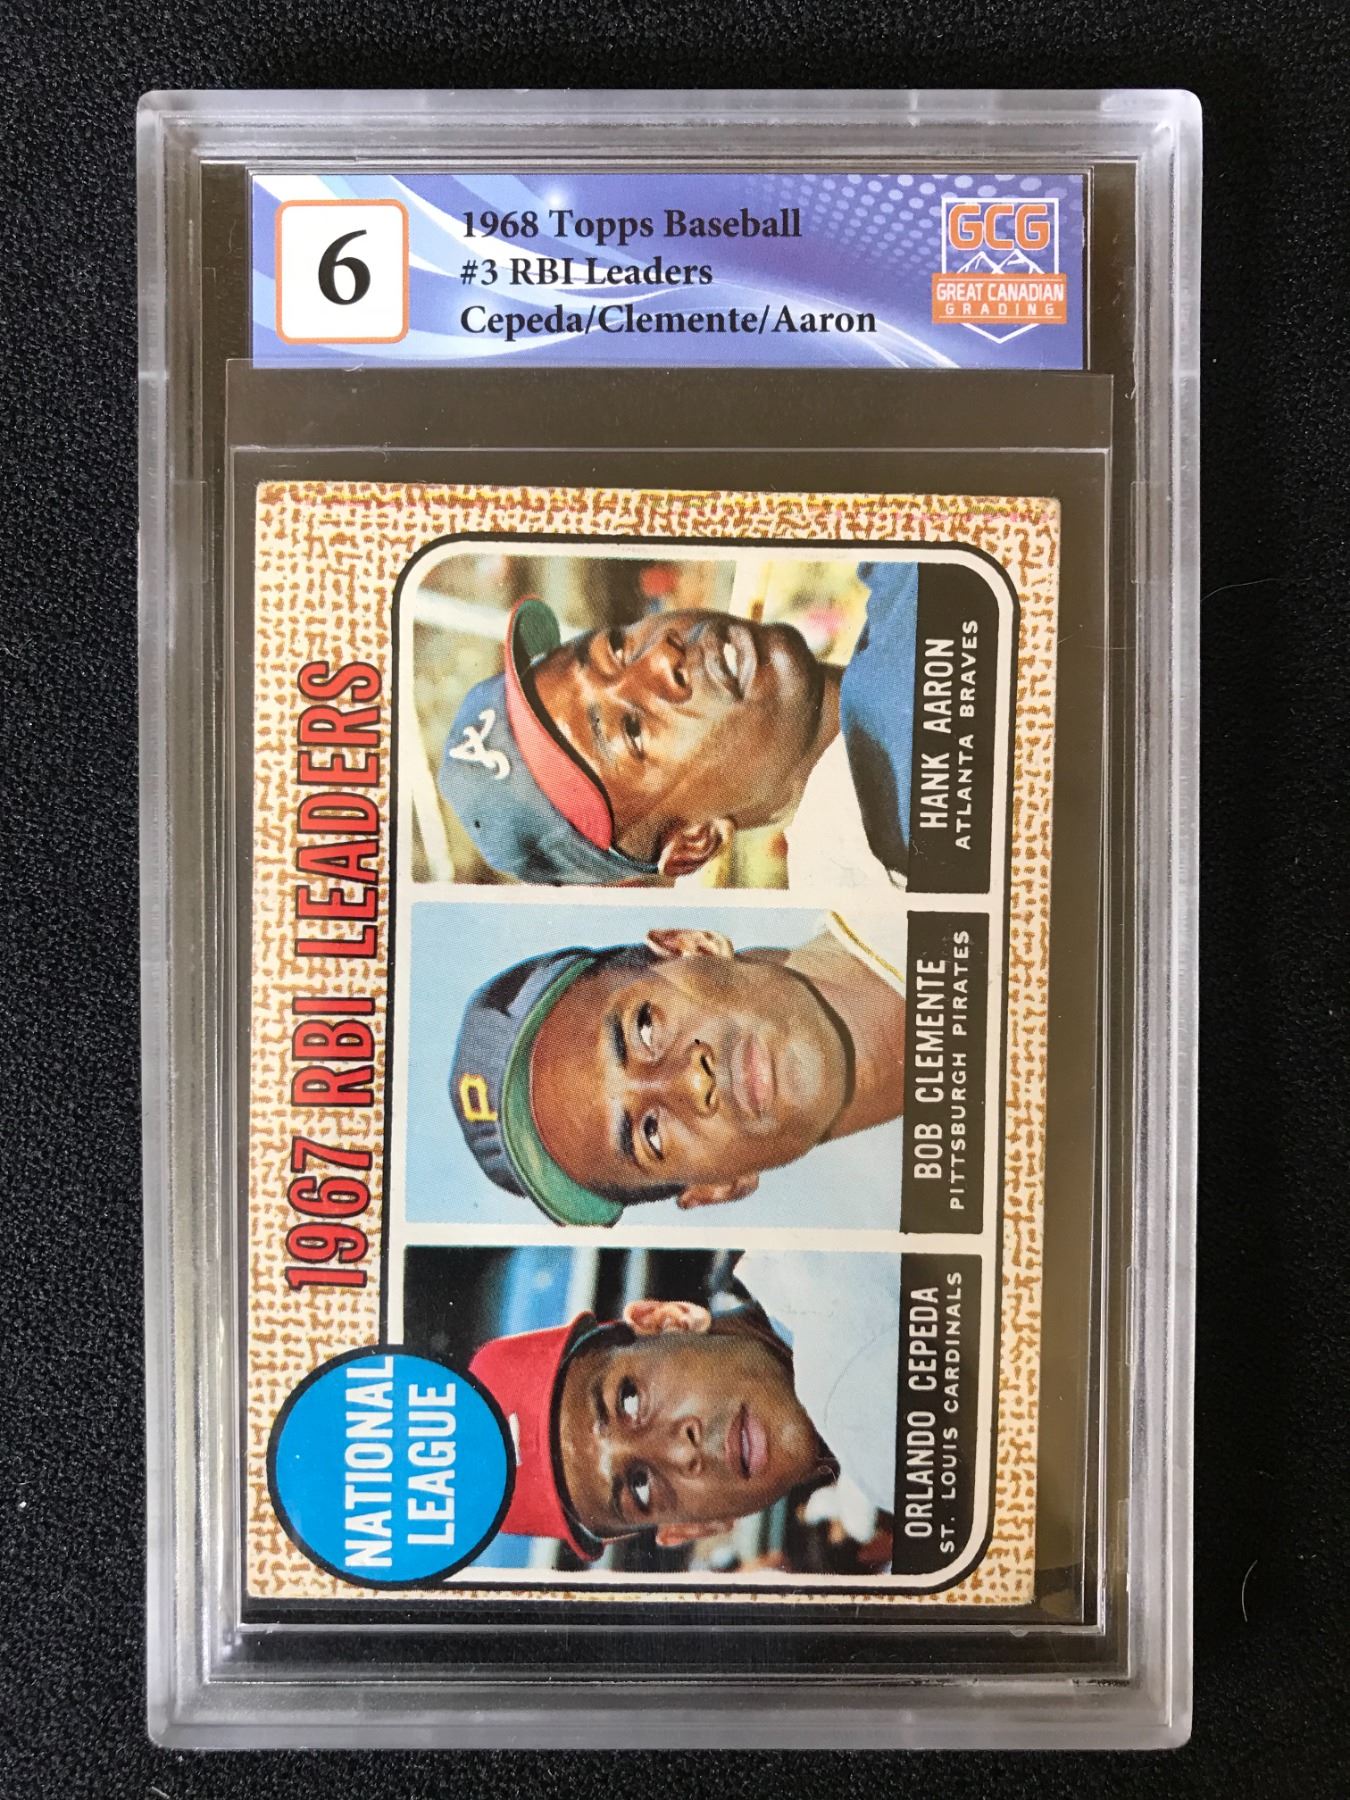 6
1968 Topps Baseball
#3 RBI Leaders
Cepeda/Clemente/Aaron
GCG
GREAT CANADIAN
GRADING
1967 RBI LEADERS
NATIONAL
LEAGUE
P
ORLANDO CEPEDA
ST. LOUIS CARDINALS
BOB CLEMENTE
PITTSBURGH PIRATES
HANK AARON
ATLANTA BRAVES